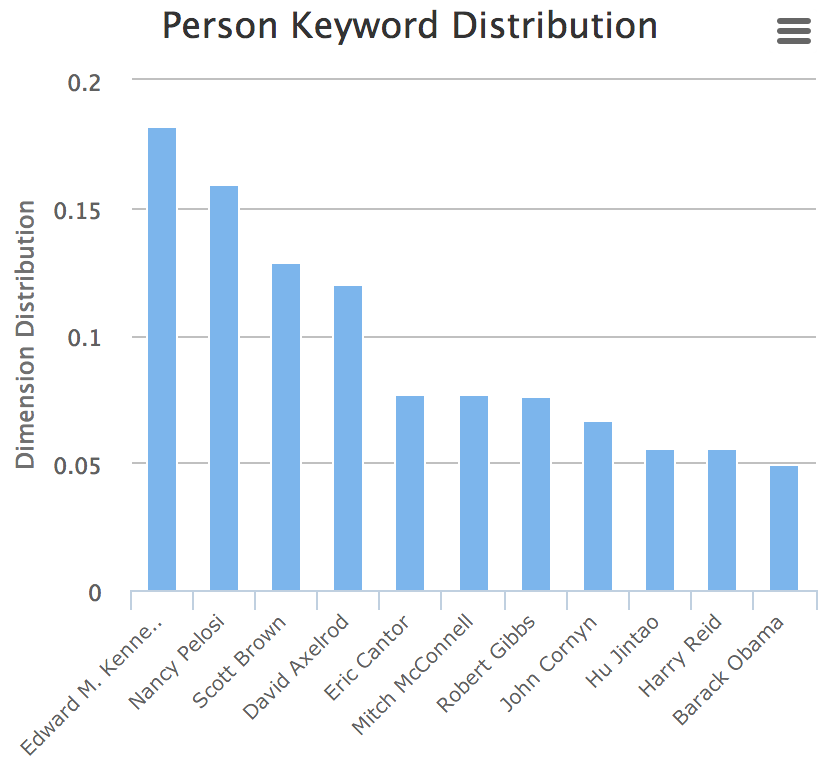 Person Keyword Distribution
Dimension Distribution
0.2
0.15
0.1
0.05
0
Edward M. Kenne..
Nancy Pelosi
Scott Brown
David Axelrod
Eric Cantor
Mitch McConnell
Robert Gibbs
John Cornyn
Hu Jintao
Harry Reid
Barack Obama